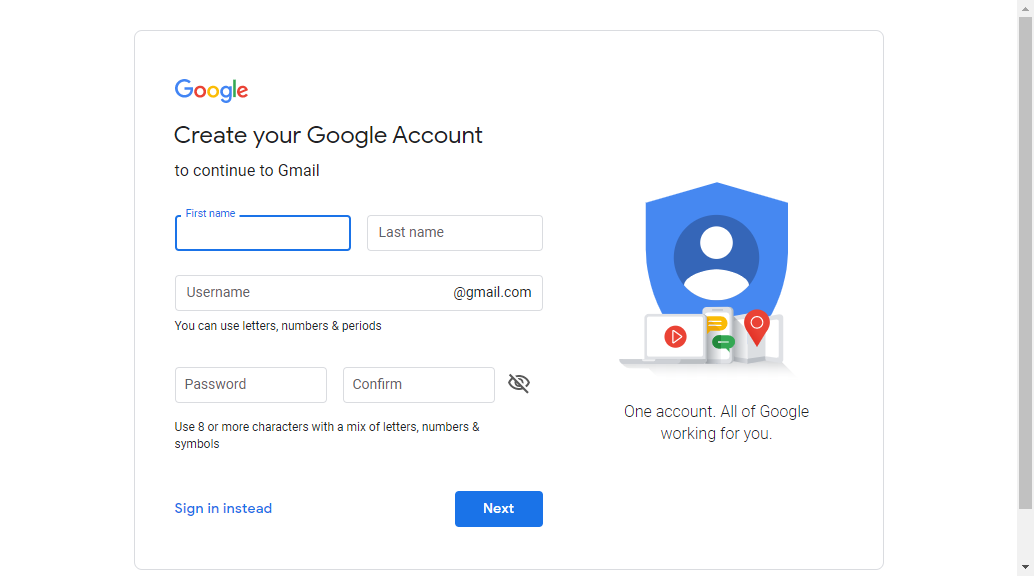 Google
Create your Google Account
to continue to Gmail
First name
Last name
Username
@gmail.com
You can use letters, numbers & periods
Password
Confirm
Use 8 or more characters with a mix of letters, numbers &
symbols
Sign in instead
Next
One account. All of Google
working for you.